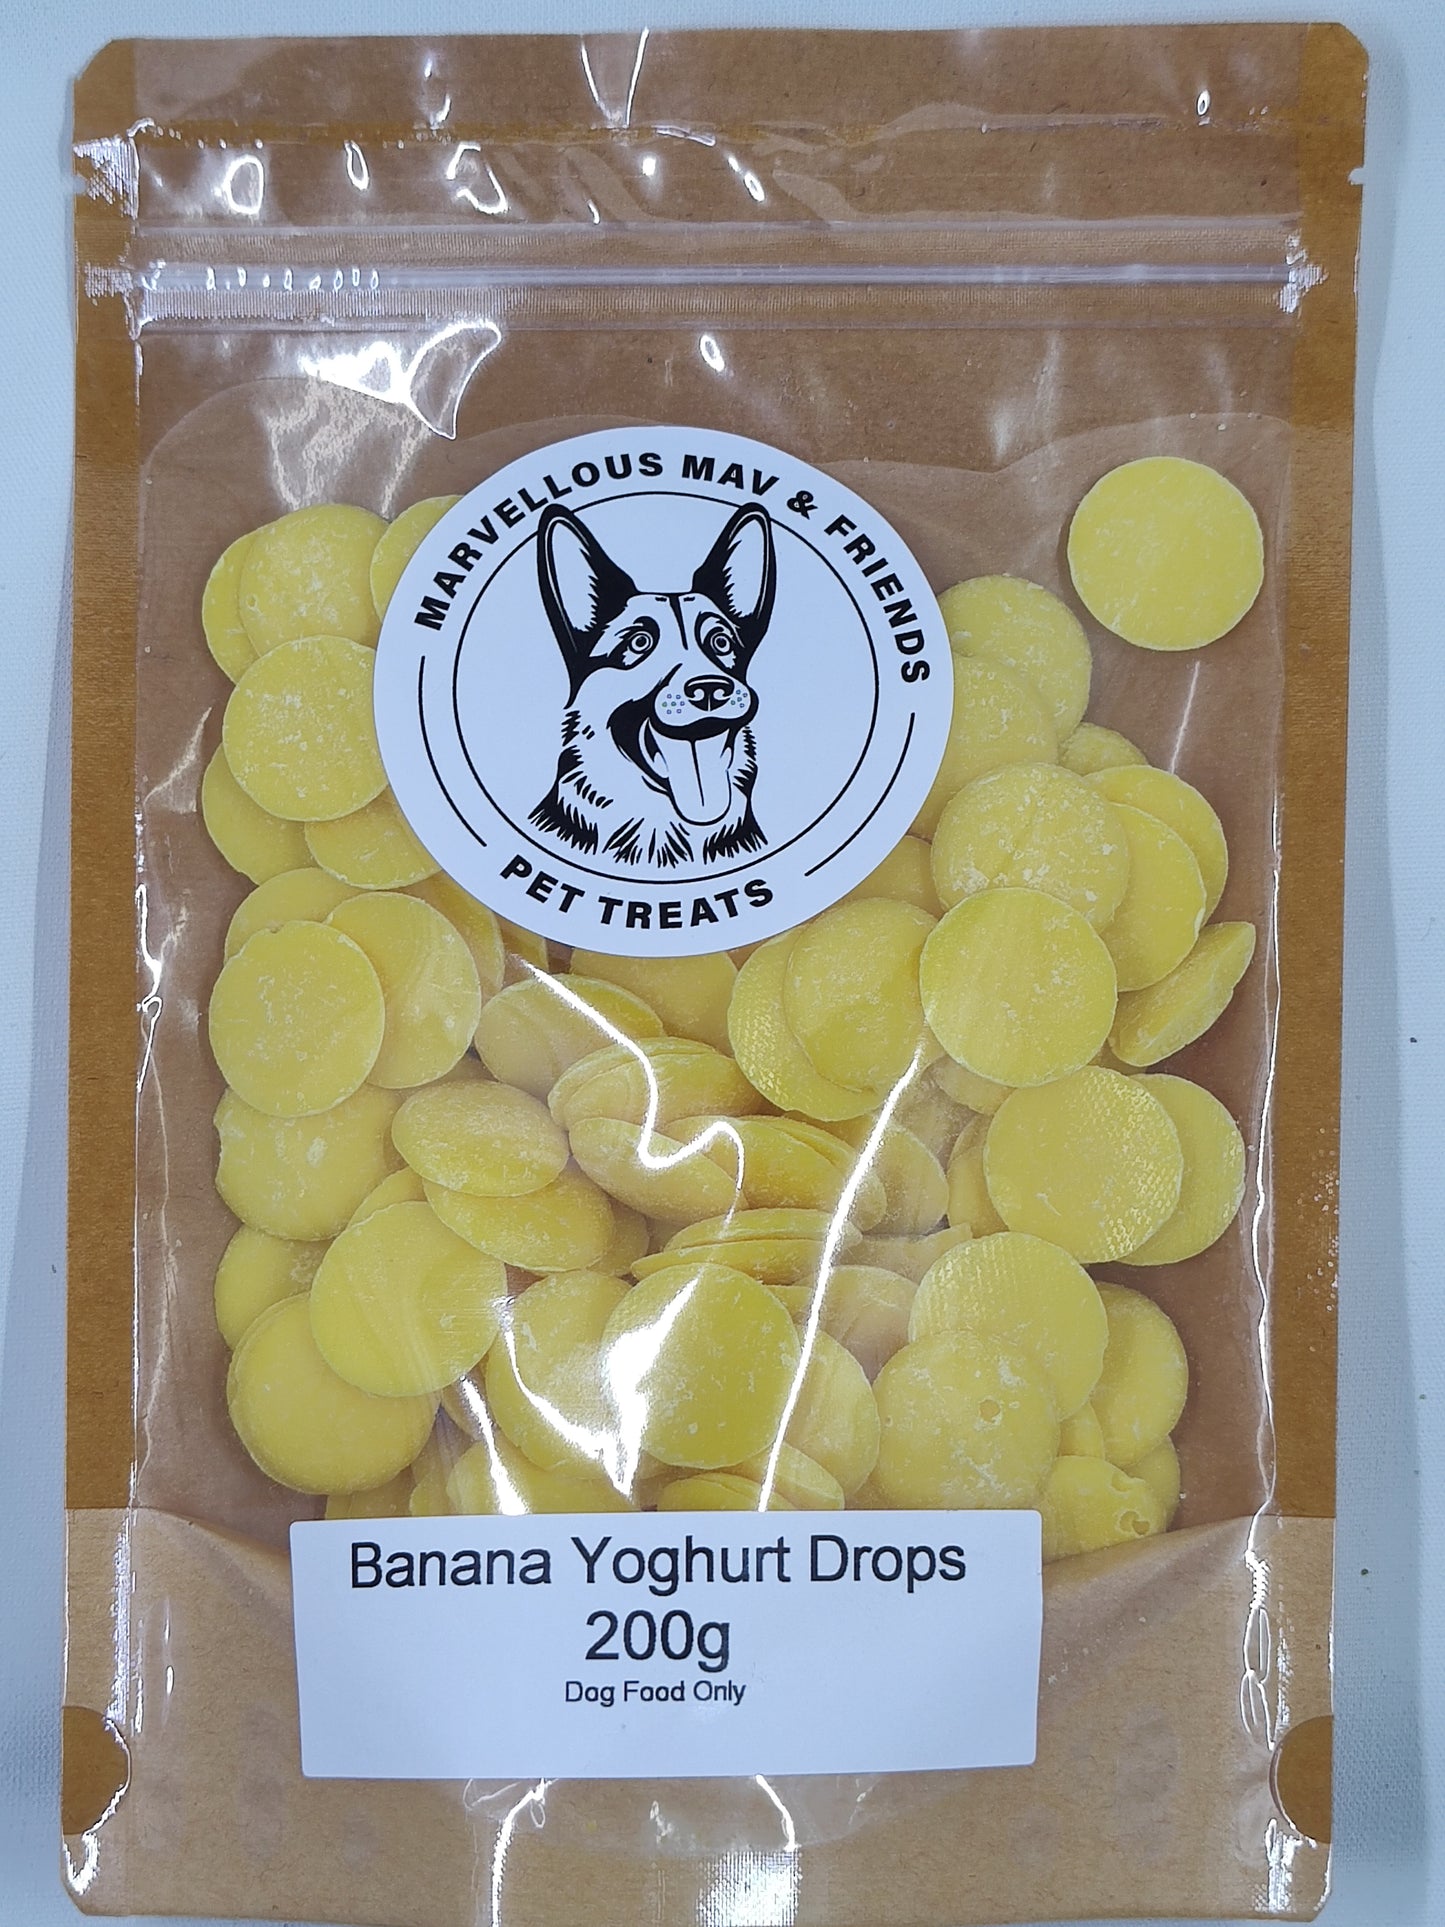 MARVELLOUS MAV & FRIENDS
PET TREATS
Banana Yoghurt Drops
200g
Dog Food Only